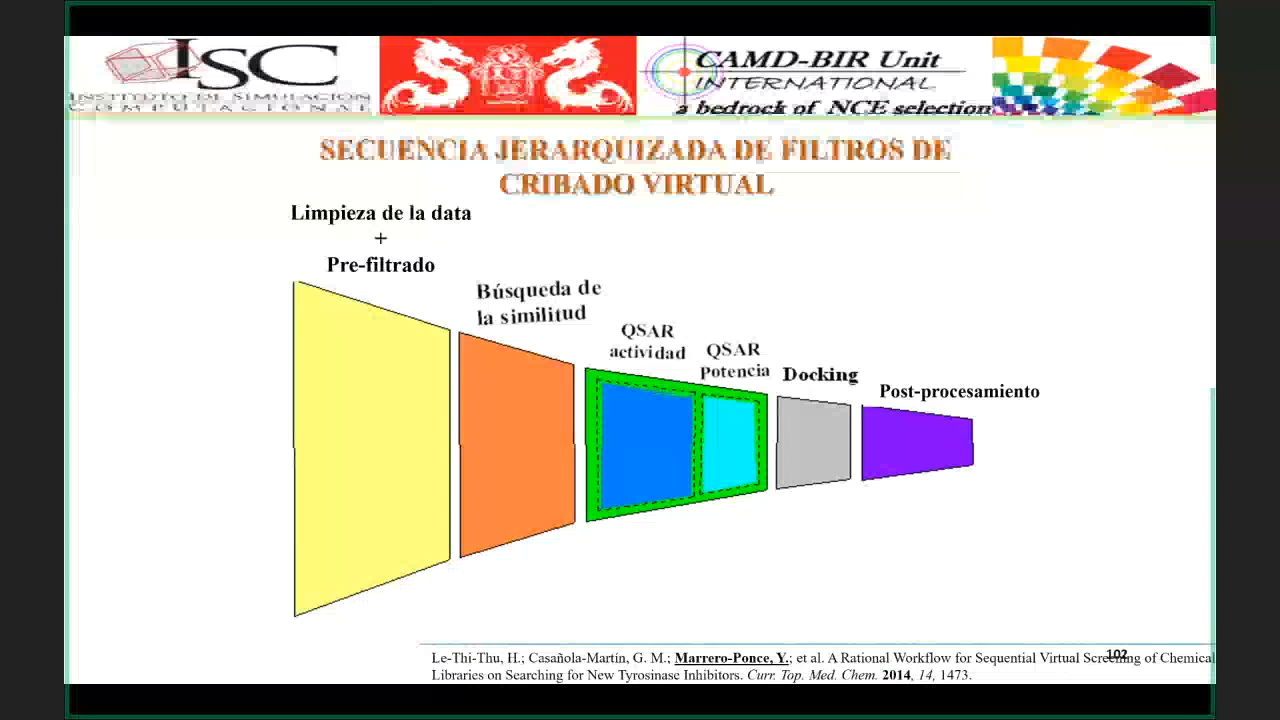 ISC
INSTITUTO DE SIMULACIÓN
COMPUTACIONAL
CAMD-BIR Unit
INTERNATIONAL
a bedrock of NCE selection
SECUENCIA JERARQUIZADA DE FILTROS DE
CRIBADO VIRTUAL
Limpieza de la data
+
Pre-filtrado
Búsqueda de
la similitud
QSAR
actividad
QSAR
Potencia
Docking
Post-procesamiento
102
Le-Thi-Thu, H.; Casañola-Martín, G. M.; Marrero-Ponce, Y.; et al. A Rational Workflow for Sequential Virtual Screening of Chemical
Libraries on Searching for New Tyrosinase Inhibitors. Curr. Top. Med. Chem. 2014, 14, 1473.